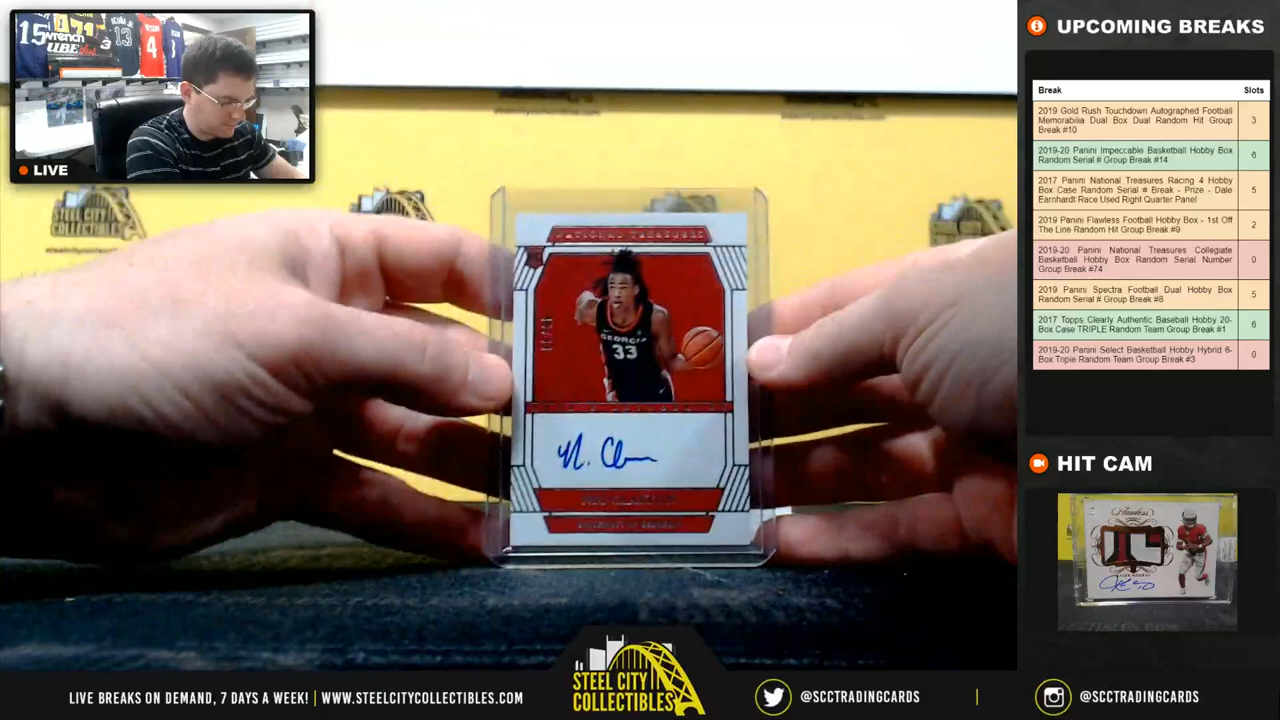 15
LIVE
NATIONAL TREASURES
GEORGIA
33
UNIVERSITY OF GEORGIA
UPCOMING BREAKS
Break Slots
2019 Gold Rush Touchdown Autographed Football
Memorabilia Dual Box Dual Random Hit Group
Break #10
3
2019-20 Panini Impeccable Basketball Hobby Box
Random Serial # Group Break #14
6
2017 Panini National Treasures Racing 4 Hobby
Box Case Random Serial # Break - Prize - Dale
Earnhardt Race Used Right Quarter Panel
5
2019 Panini Flawless Football Hobby Box - 1st Off
The Line Random Hit Group Break #9
2
2019-20 Panini National Treasures Collegiate
Basketball Hobby Box Random Serial Number
Group Break #74
0
2019 Panini Spectra Football Dual Hobby Box
Random Serial # Group Break #8
5
2017 Topps Clearly Authentic Baseball Hobby 20-
Box Case TRIPLE Random Team Group Break #1
6
2019-20 Panini Select Basketball Hobby Hybrid 6-
Box Triple Random Team Group Break #3
0
HIT CAM
Flawless
STEEL CITY
COLLECTIBLES
LIVE BREAKS ON DEMAND, 7 DAYS A WEEK! | WWW.STEELCITYCOLLECTIBLES.COM
STEEL CITY
COLLECTIBLES
@SCCTRADINGCARDS | @SCCTRADINGCARDS